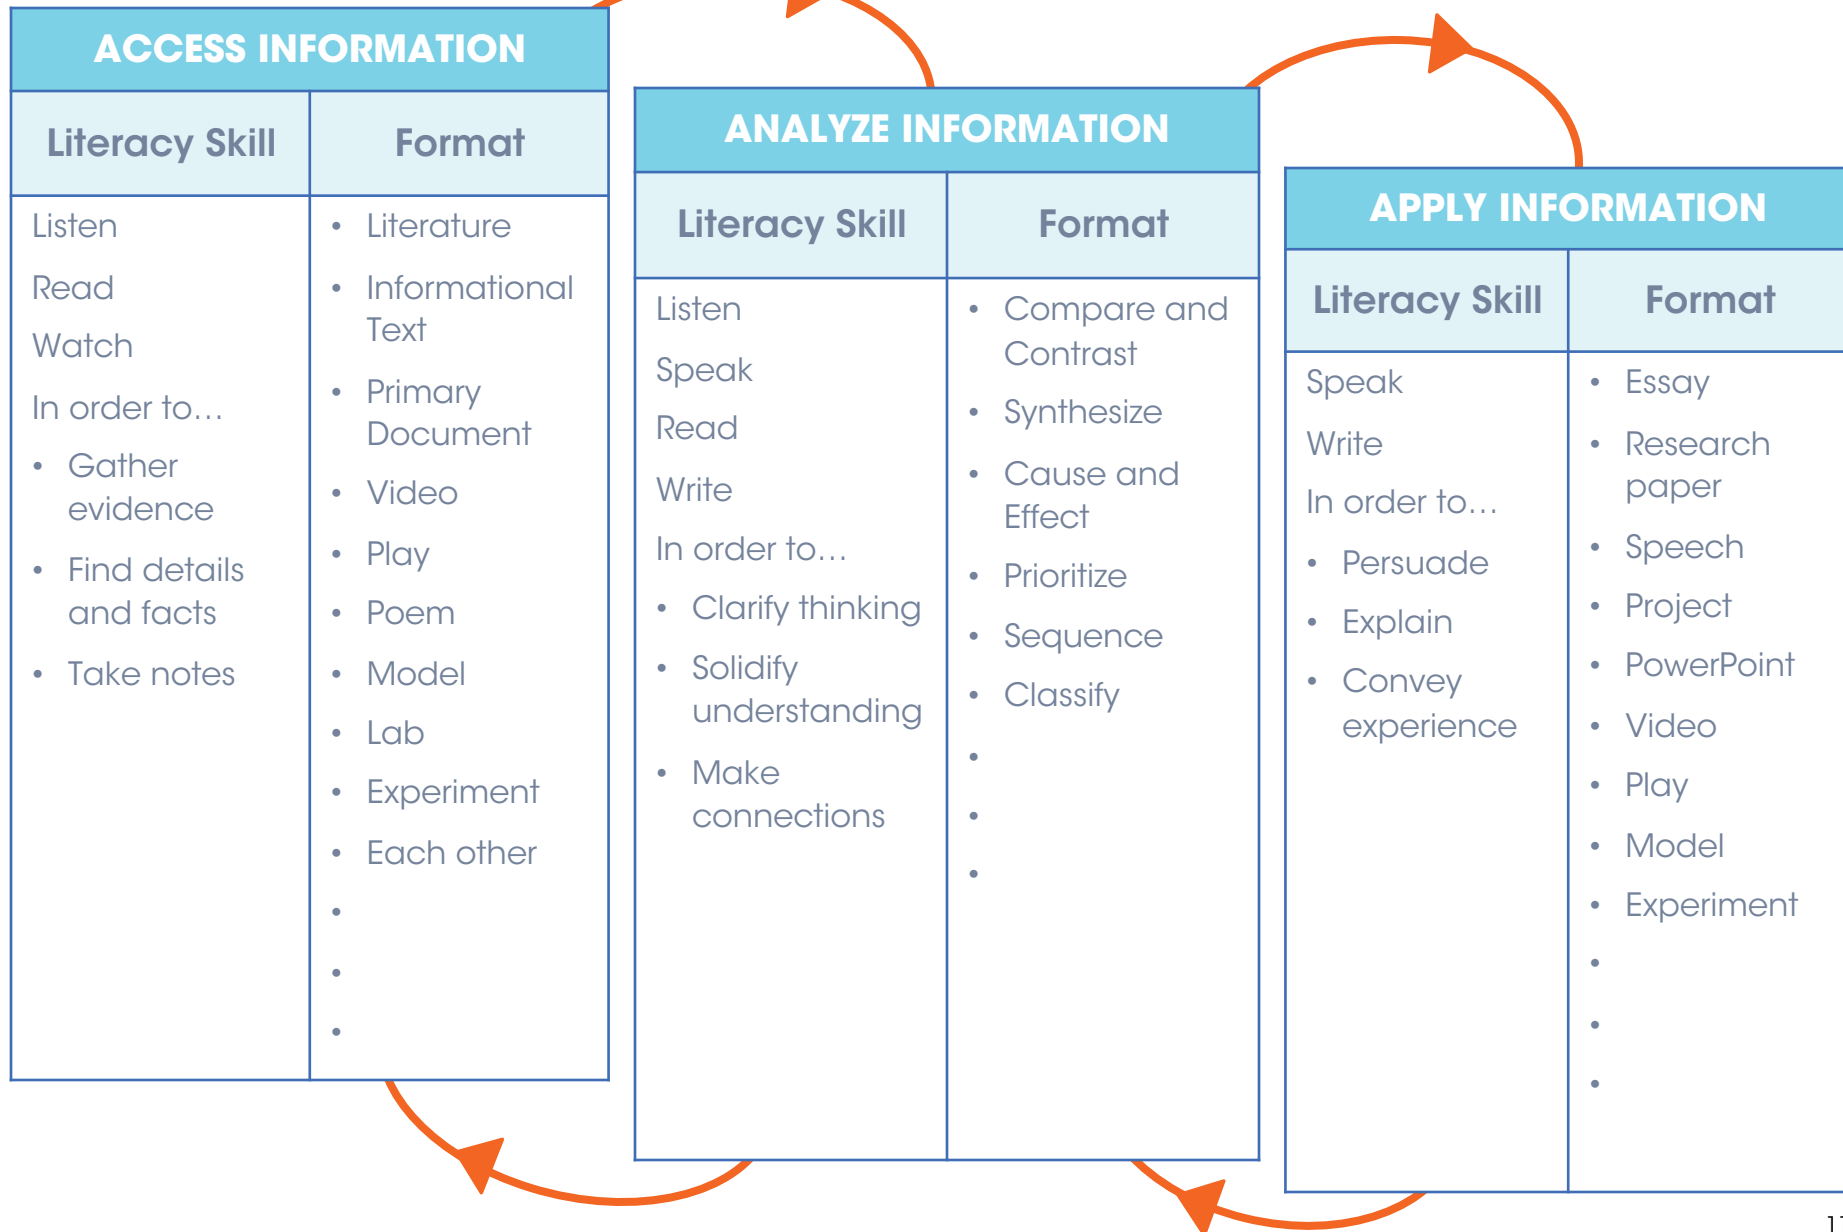 ACCESS INFORMATION
Literacy Skill
Format
Listen
Read
Watch
In order to…
• Gather
evidence
• Find details
and facts
• Take notes
• Literature
• Informational
Text
• Primary
Document
• Video
• Play
• Poem
• Model
• Lab
• Experiment
• Each other
•
•
•
ANALYZE INFORMATION
Literacy Skill
Format
Listen
Speak
Read
Write
In order to…
• Clarify thinking
• Solidify
understanding
• Make
connections
• Compare and
Contrast
• Synthesize
• Cause and
Effect
• Prioritize
• Sequence
• Classify
•
•
•
APPLY INFORMATION
Literacy Skill
Format
Speak
Write
In order to…
• Persuade
• Explain
• Convey
experience
• Essay
• Research
paper
• Speech
• Project
• PowerPoint
• Video
• Play
• Model
• Experiment
•
•
•